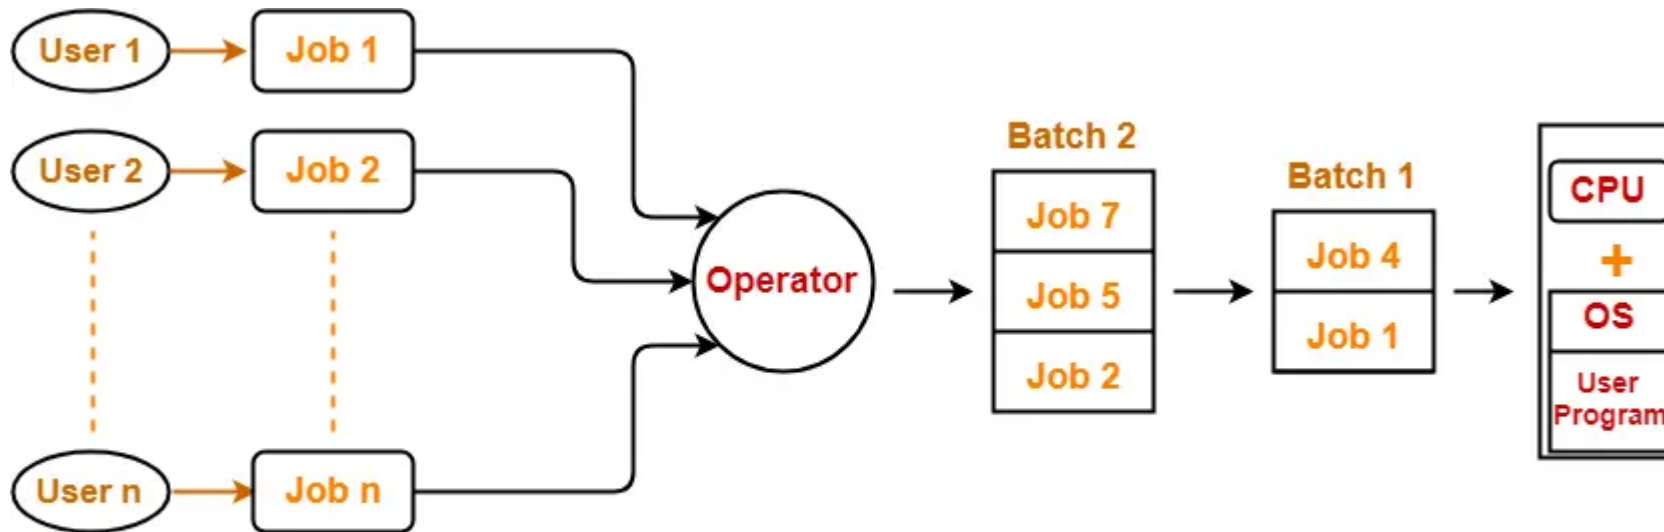 User 1
Job 1
User 2
Job 2
User n
Job n
Operator
Batch 2
Job 7
Job 5
Job 2
Batch 1
Job 4
Job 1
CPU
+
OS
User
Program